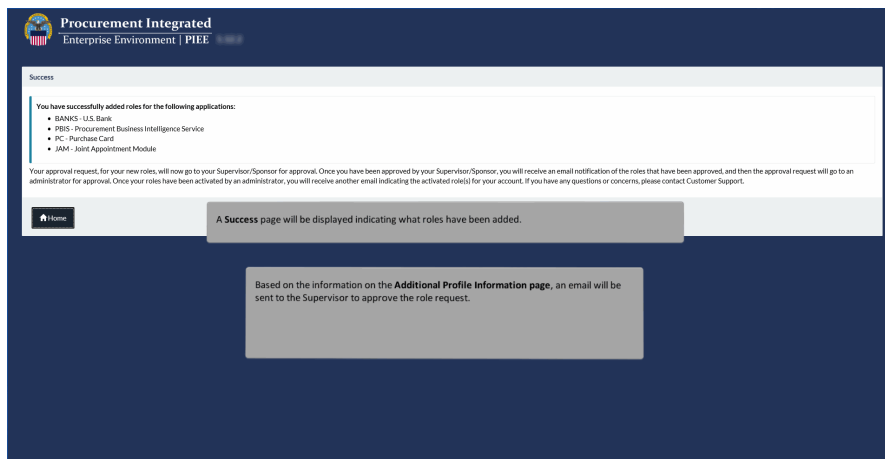 Procurement Integrated
Enterprise Environment | PIEE
Success
You have successfully added roles for the following applications:
• BANKS - U.S. Bank
• PBIS - Procurement Business Intelligence Service
• PC - Purchase Card
• JAM - Joint Appointment Module
Your approval request, for your new roles, will now go to your Supervisor/Sponsor for approval. Once you have been approved by your Supervisor/Sponsor, you will receive an email notification of the roles that have been approved, and then the approval request will go to an
administrator for approval. Once your roles have been activated by an administrator, you will receive another email indicating the activated role(s) for your account. If you have any questions or concerns, please contact Customer Support.
Home
A Success page will be displayed indicating what roles have been added.
Based on the information on the Additional Profile Information page, an email will be
sent to the Supervisor to approve the role request.